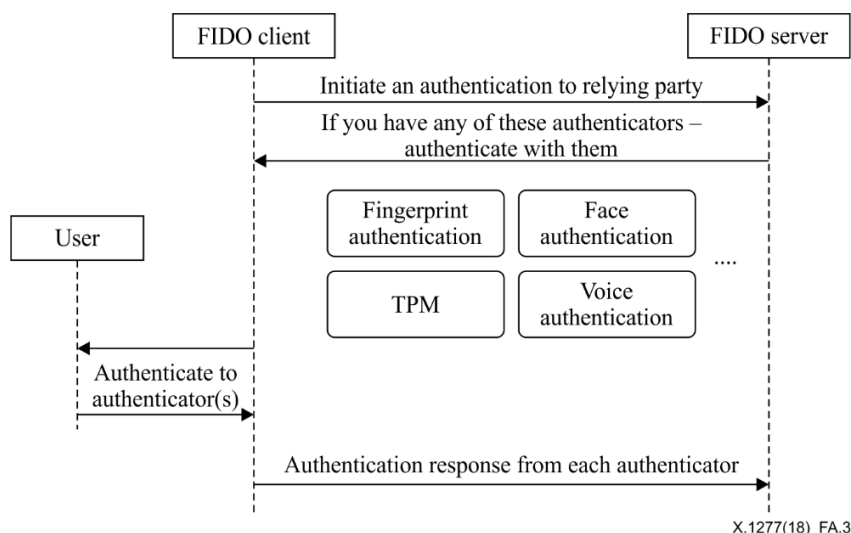 FIDO client
FIDO server
Initiate an authentication to relying party
If you have any of these authenticators –
authenticate with them
Fingerprint
authentication
Face
authentication
User
....
TPM
Voice
authentication
Authenticate to
authenticator(s)
Authentication response from each authenticator
X.1277(18)_FA.3